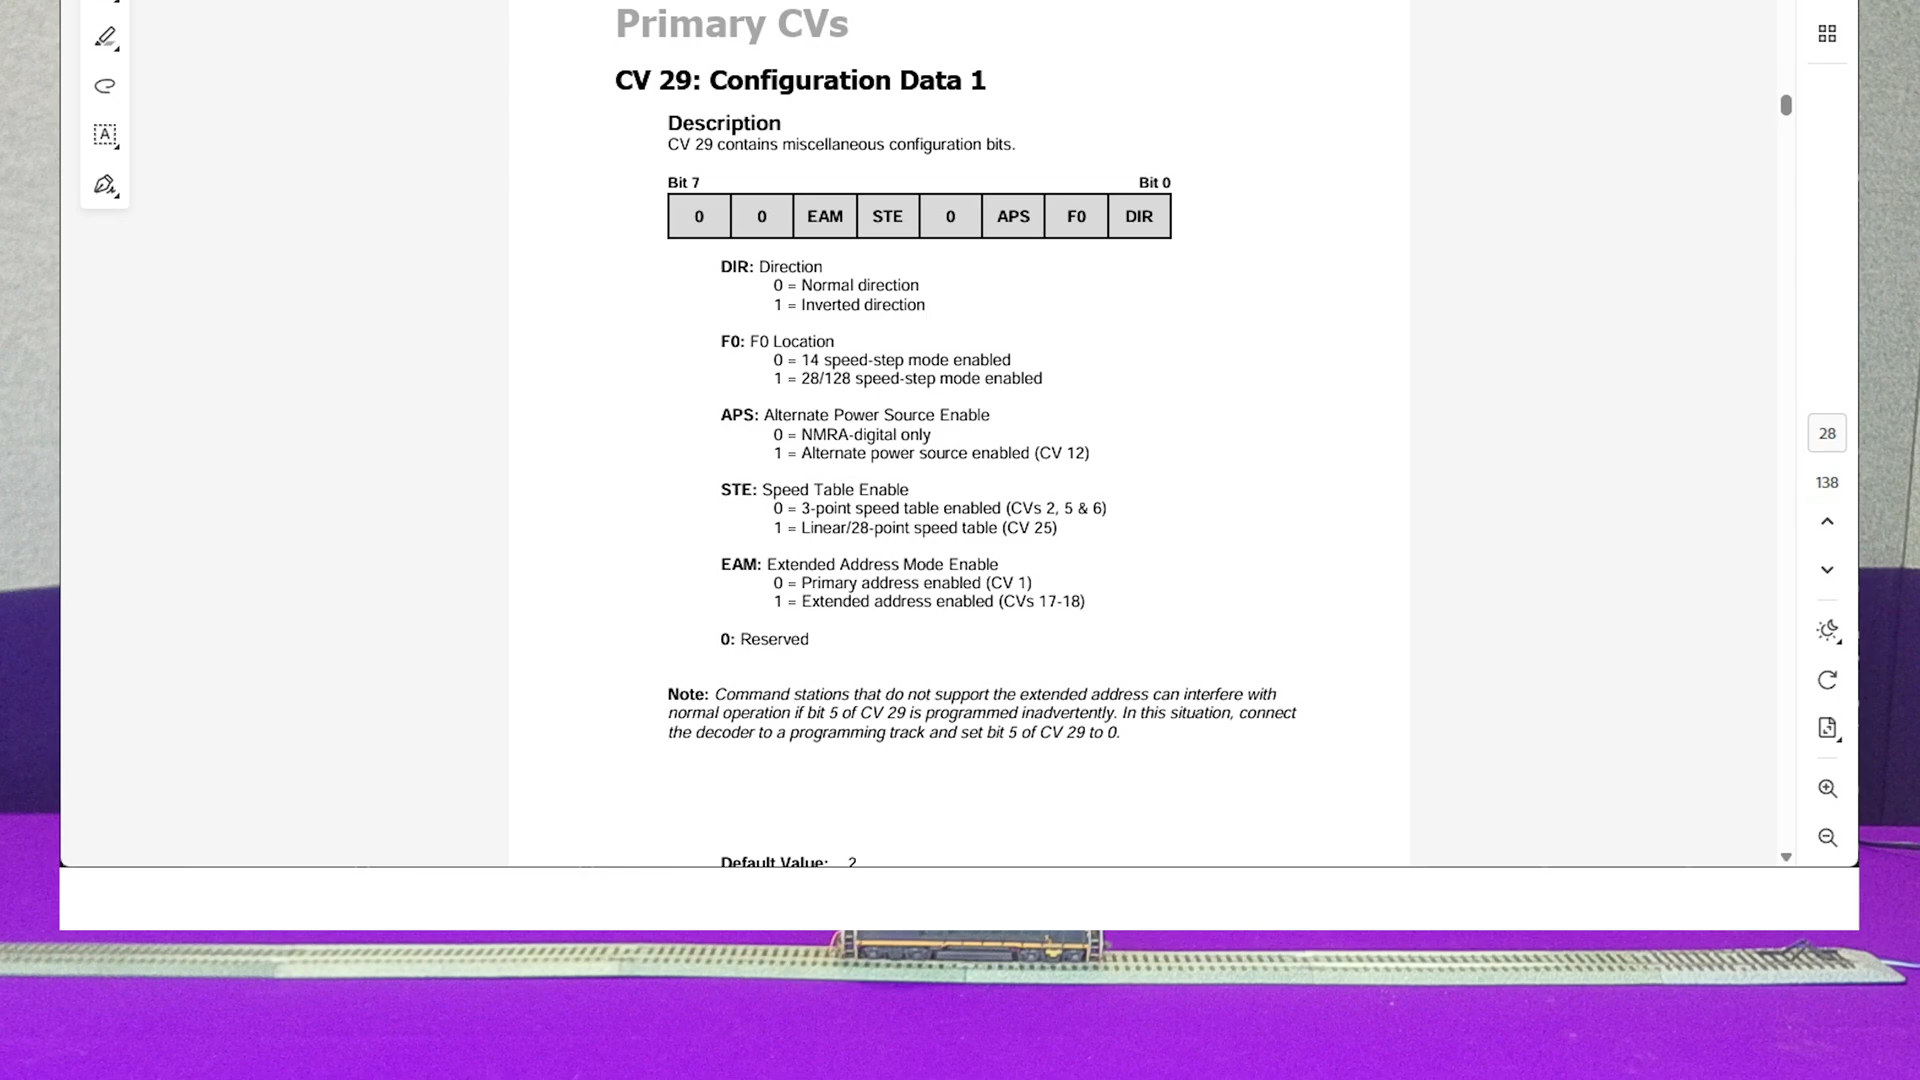 Primary CVs
CV 29: Configuration Data 1
Description
CV 29 contains miscellaneous configuration bits.
Bit 7 Bit 0
0 0 EAM STE 0 APS F0 DIR
DIR: Direction
0 = Normal direction
1 = Inverted direction
F0: F0 Location
0 = 14 speed-step mode enabled
1 = 28/128 speed-step mode enabled
APS: Alternate Power Source Enable
0 = NMRA-digital only
1 = Alternate power source enabled (CV 12)
STE: Speed Table Enable
0 = 3-point speed table enabled (CVs 2, 5 & 6)
1 = Linear/28-point speed table (CV 25)
EAM: Extended Address Mode Enable
0 = Primary address enabled (CV 1)
1 = Extended address enabled (CVs 17-18)
0: Reserved
Note: Command stations that do not support the extended address can interfere with
normal operation if bit 5 of CV 29 is programmed inadvertently. In this situation, connect
the decoder to a programming track and set bit 5 of CV 29 to 0.
Default Value: 2
A
28
138